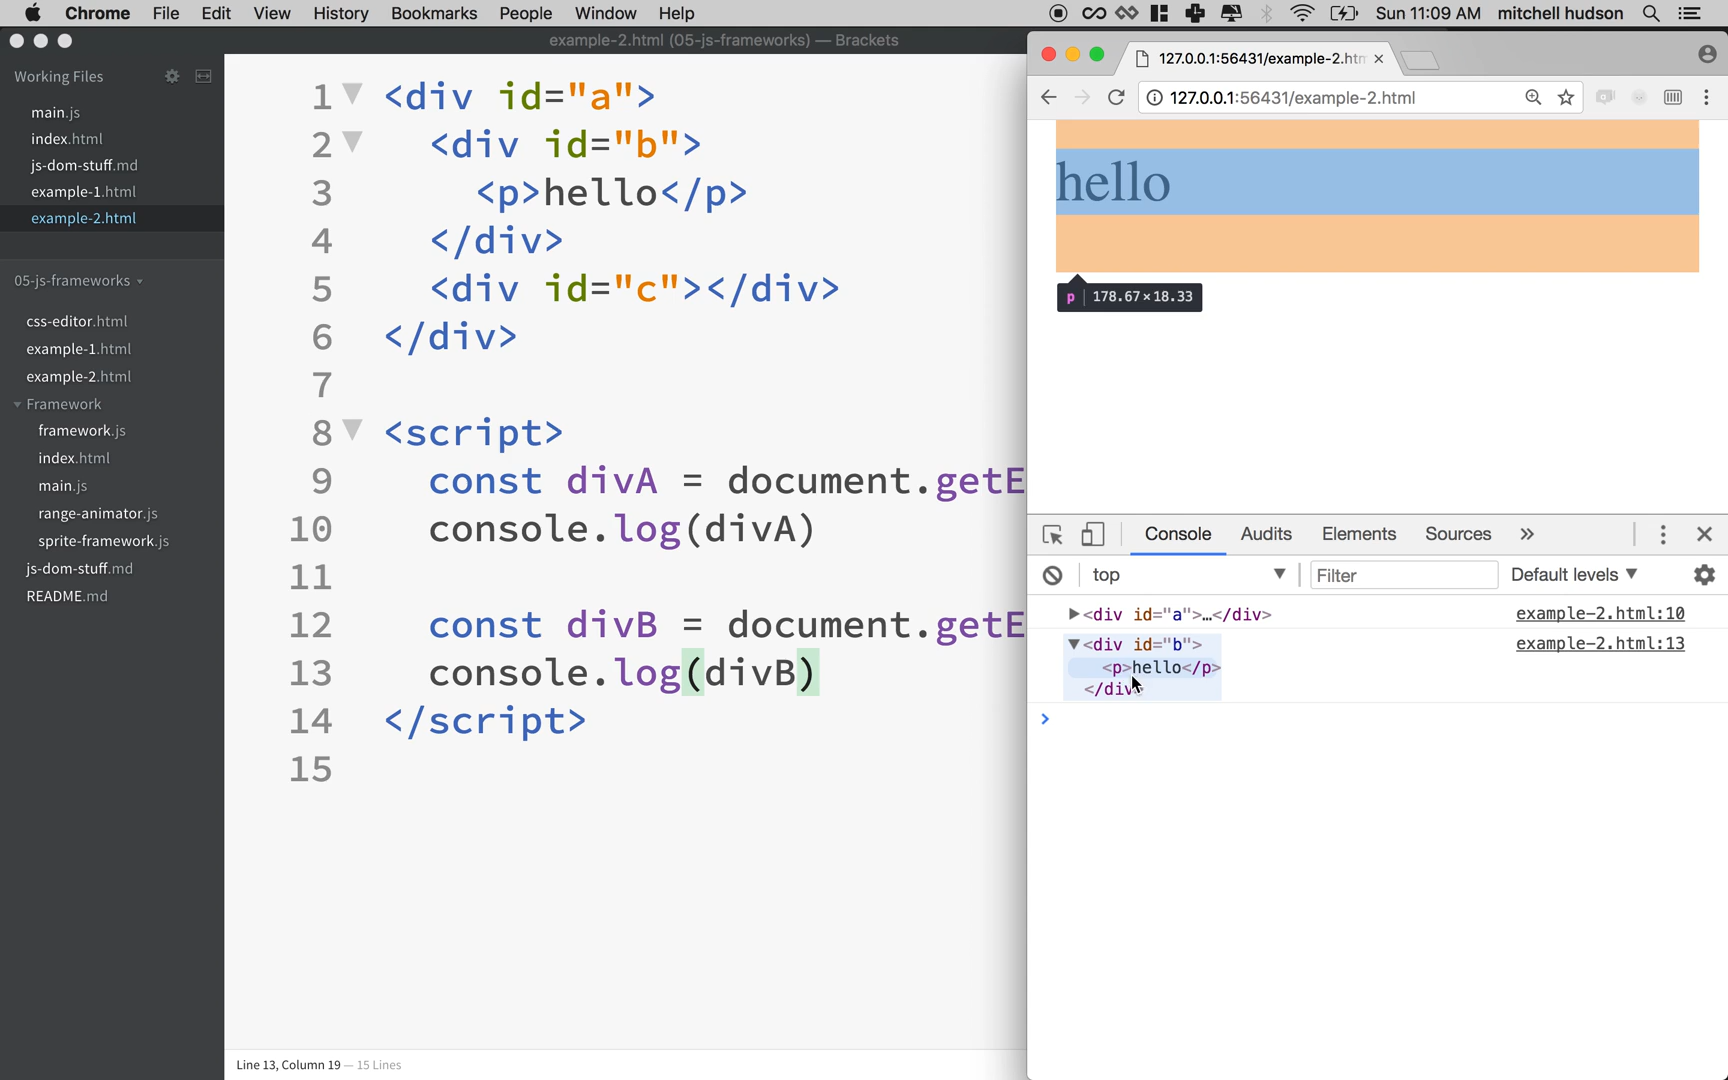 Chrome File Edit View History Bookmarks People Window Help Sun 11:09 AM mitchell hudson
example-2.html (05-js-frameworks) — Brackets
Working Files
main.js
index.html
js-dom-stuff.md
example-1.html
example-2.html
05-js-frameworks
css-editor.html
example-1.html
example-2.html
Framework
framework.js
index.html
main.js
range-animator.js
sprite-framework.js
js-dom-stuff.md
README.md
1 <div id="a">
2 <div id="b">
3 <p>hello</p>
4 </div>
5 <div id="c"></div>
6 </div>
7
8 <script>
9 const divA = document.getE
10 console.log(divA)
11
12 const divB = document.getE
13 console.log(divB)
14 </script>
15
Line 13, Column 19 — 15 Lines
127.0.0.1:56431/example-2.htm
127.0.0.1:56431/example-2.html
hello
p 178.67×18.33
Console Audits Elements Sources »
top Filter Default levels
<div id="a">…</div> example-2.html:10
<div id="b"> example-2.html:13
<p>hello</p>
</div>